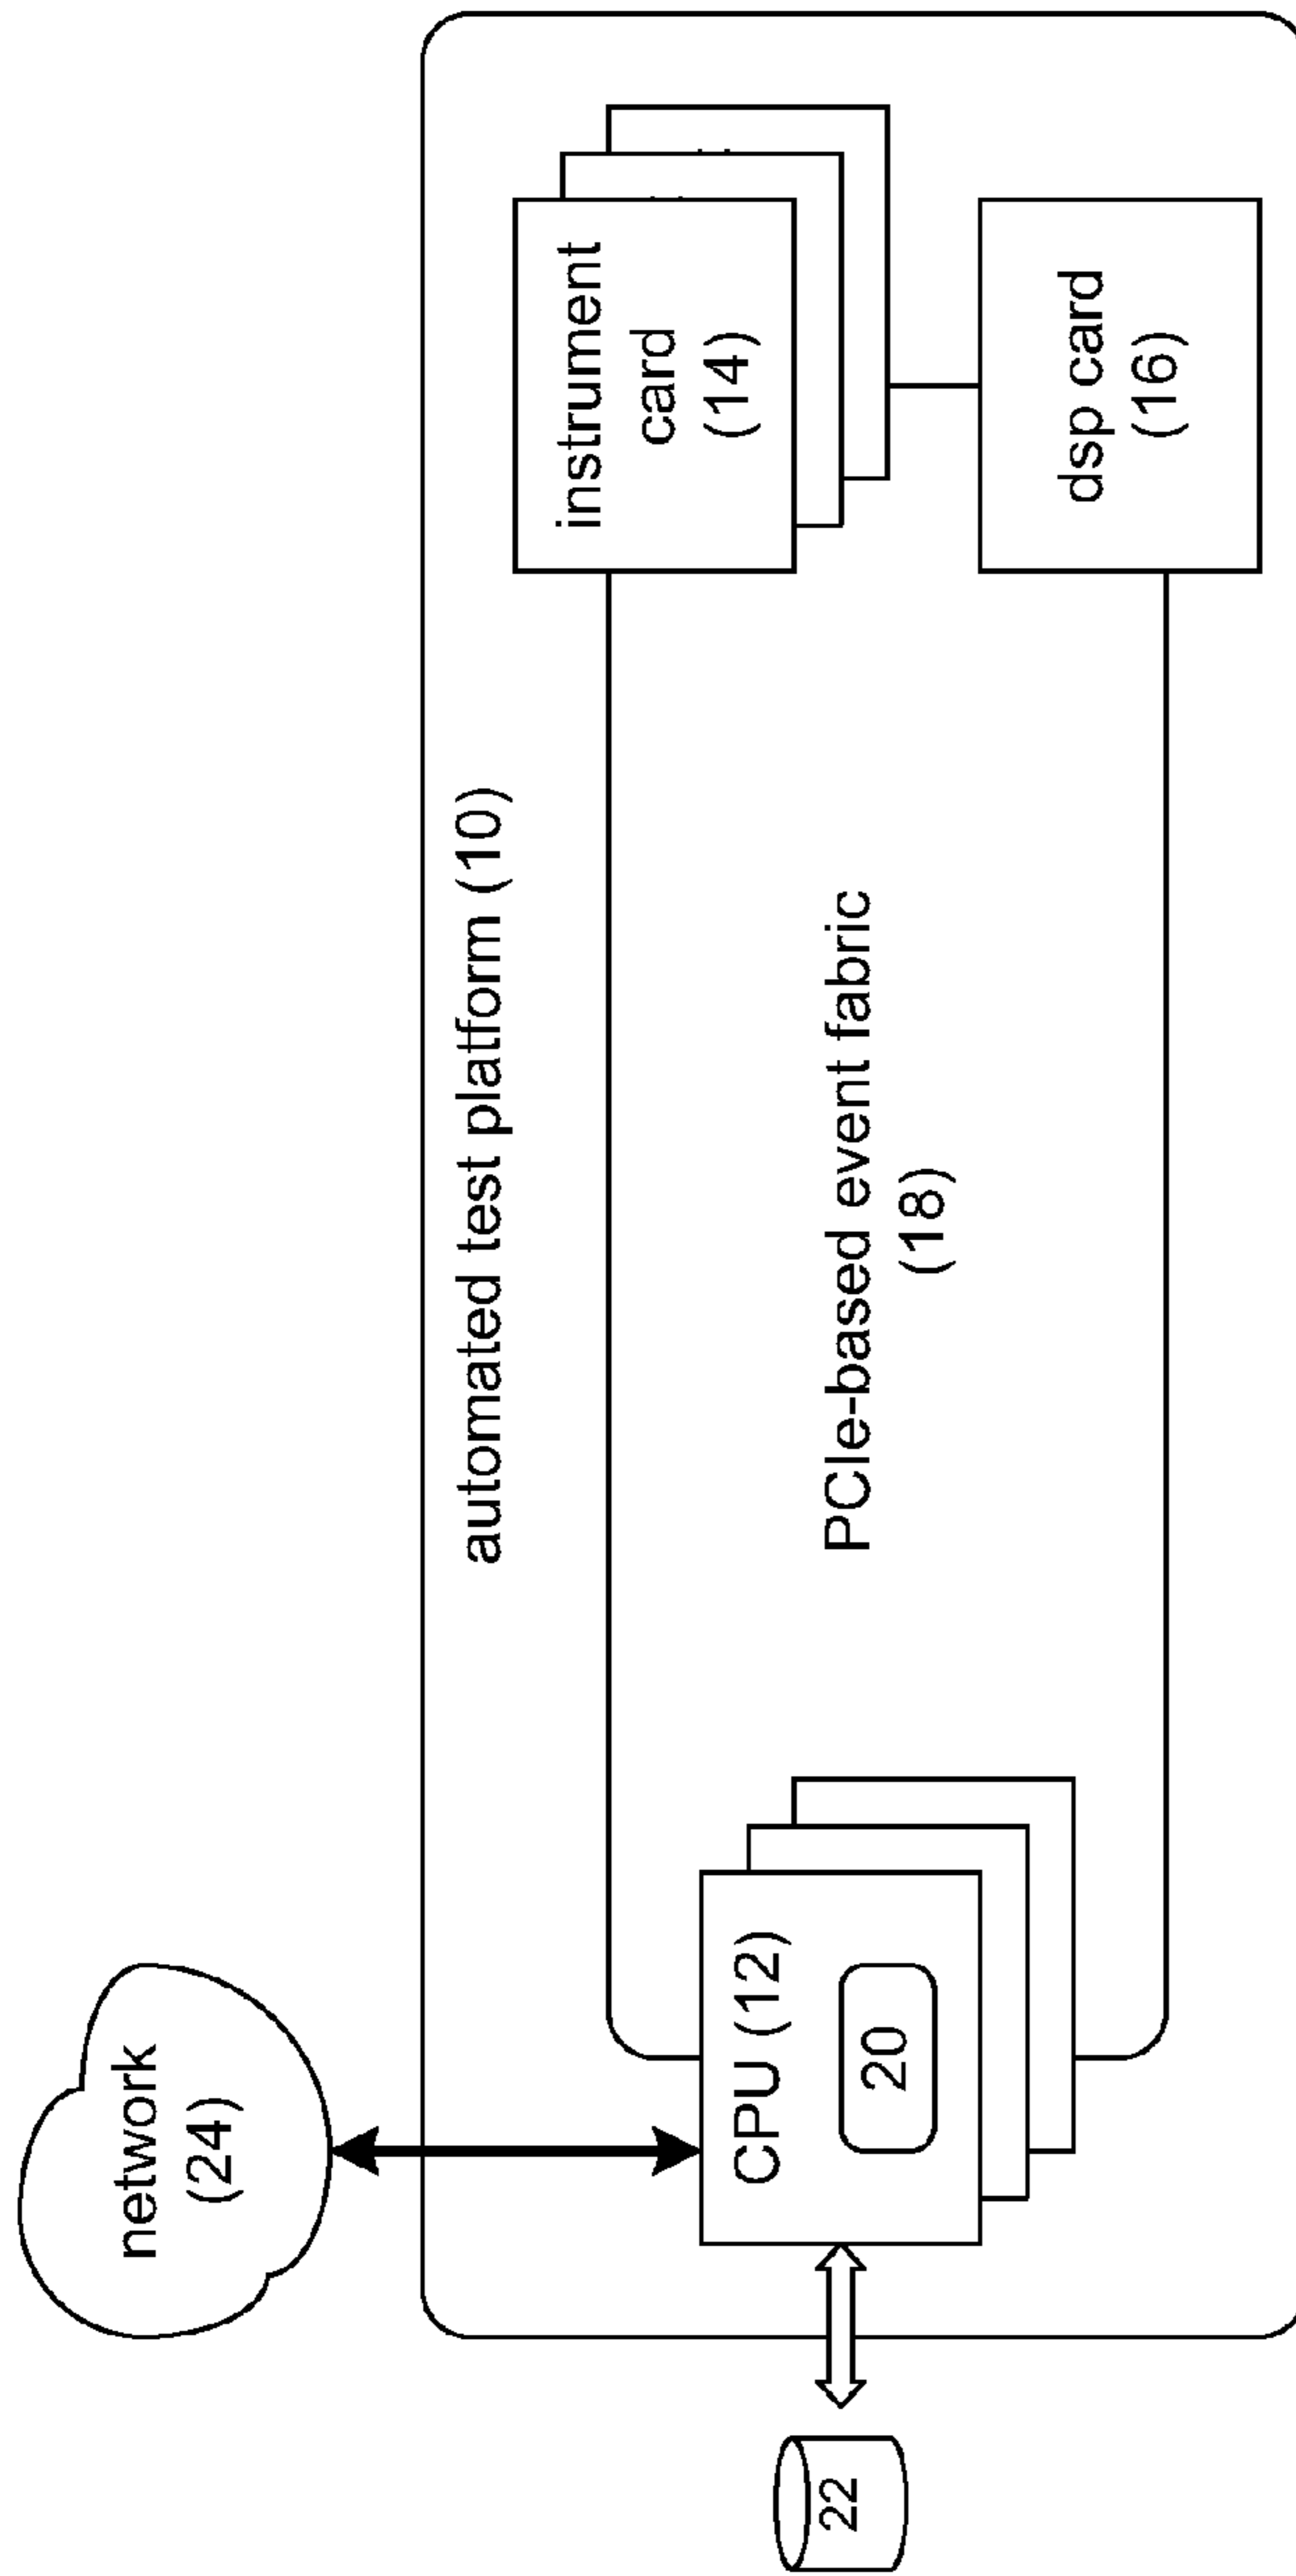 network
(24)
automated test platform (10)
22
CPU (12)
20
PCIe-based event fabric
(18)
instrument
card
(14)
dsp card
(16)